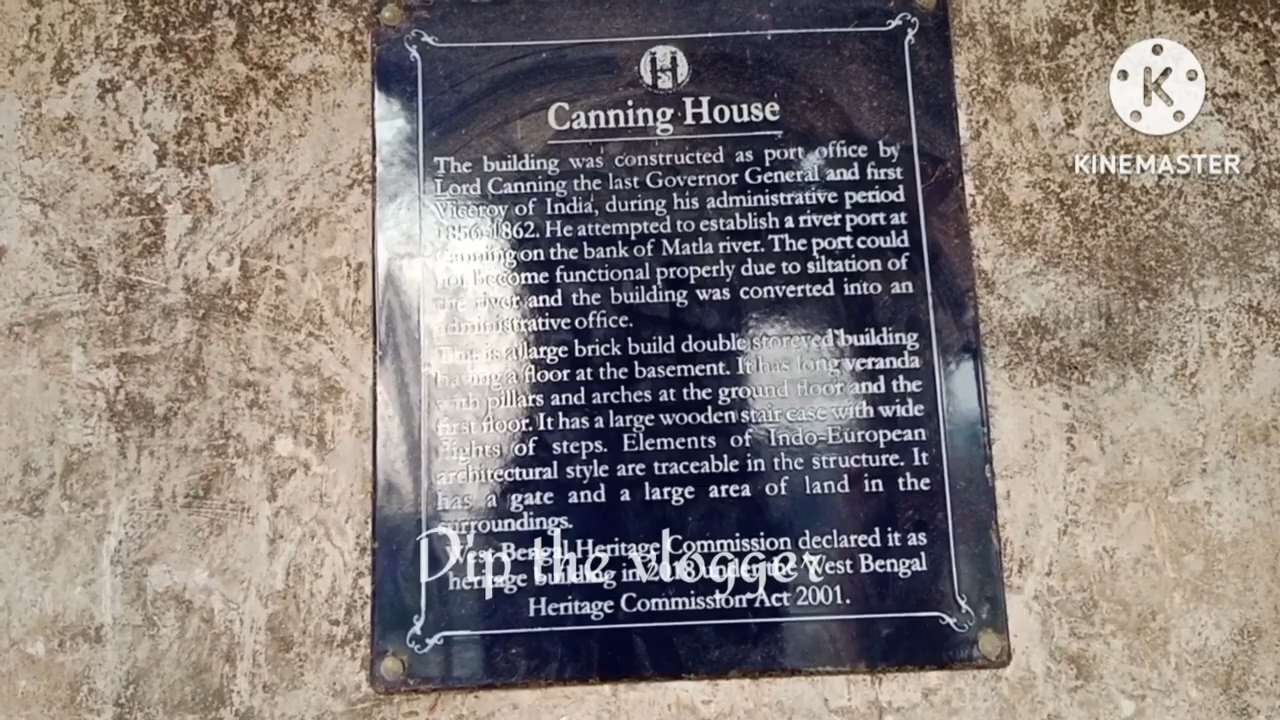 H
Canning House
The building was constructed as port office by
Lord Canning the last Governor General and first
Viceroy of India, during his administrative period
1856-1862. He attempted to establish a river port at
Canning on the bank of Matla river. The port could
not become functional properly due to siltation of
the river and the building was converted into an
administrative office.
This is a large brick build double storeyed building
having a floor at the basement. It has long veranda
with pillars and arches at the ground floor and the
first floor. It has a large wooden stair case with wide
flights of steps. Elements of Indo-European
architectural style are traceable in the structure. It
has a gate and a large area of land in the
surroundings.
West Bengal Heritage Commission declared it as
heritage building in 2018 under the West Bengal
Heritage Commission Act 2001.
Dip the vlogger
K
KINEMASTER